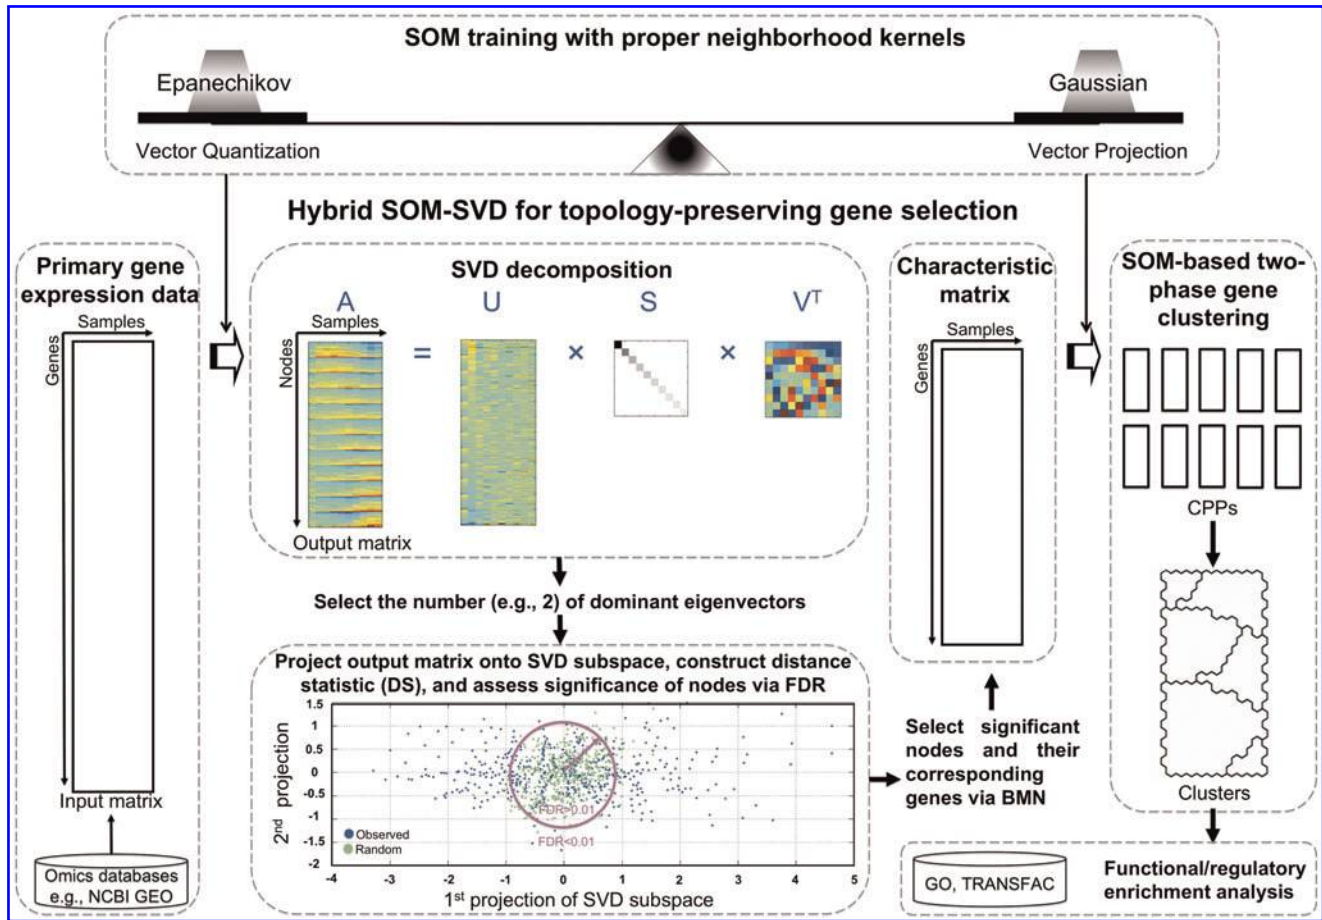 SOM training with proper neighborhood kernels
Epanechikov
Gaussian
Vector Quantization
Vector Projection
Hybrid SOM-SVD for topology-preserving gene selection
Primary gene
expression data
Samples
Genes
Input matrix
Omics databases
e.g., NCBI GEO
SVD decomposition
A
U
S
Vᵀ
Samples
Nodes
=
×
×
Output matrix
Select the number (e.g., 2) of dominant eigenvectors
Project output matrix onto SVD subspace, construct distance
statistic (DS), and assess significance of nodes via FDR
2nd projection
1.5
1
0.5
0
-0.5
-1
-1.5
-2
FDR>0.01
FDR<0.01
Observed
Random
-4 -3 -2 -1 0 1 2 3 4 5
1st projection of SVD subspace
Select significant
nodes and their
corresponding
genes via BMN
Characteristic
matrix
Samples
Genes
SOM-based two-
phase gene
clustering
CPPs
Clusters
GO, TRANSFAC
Functional/regulatory
enrichment analysis